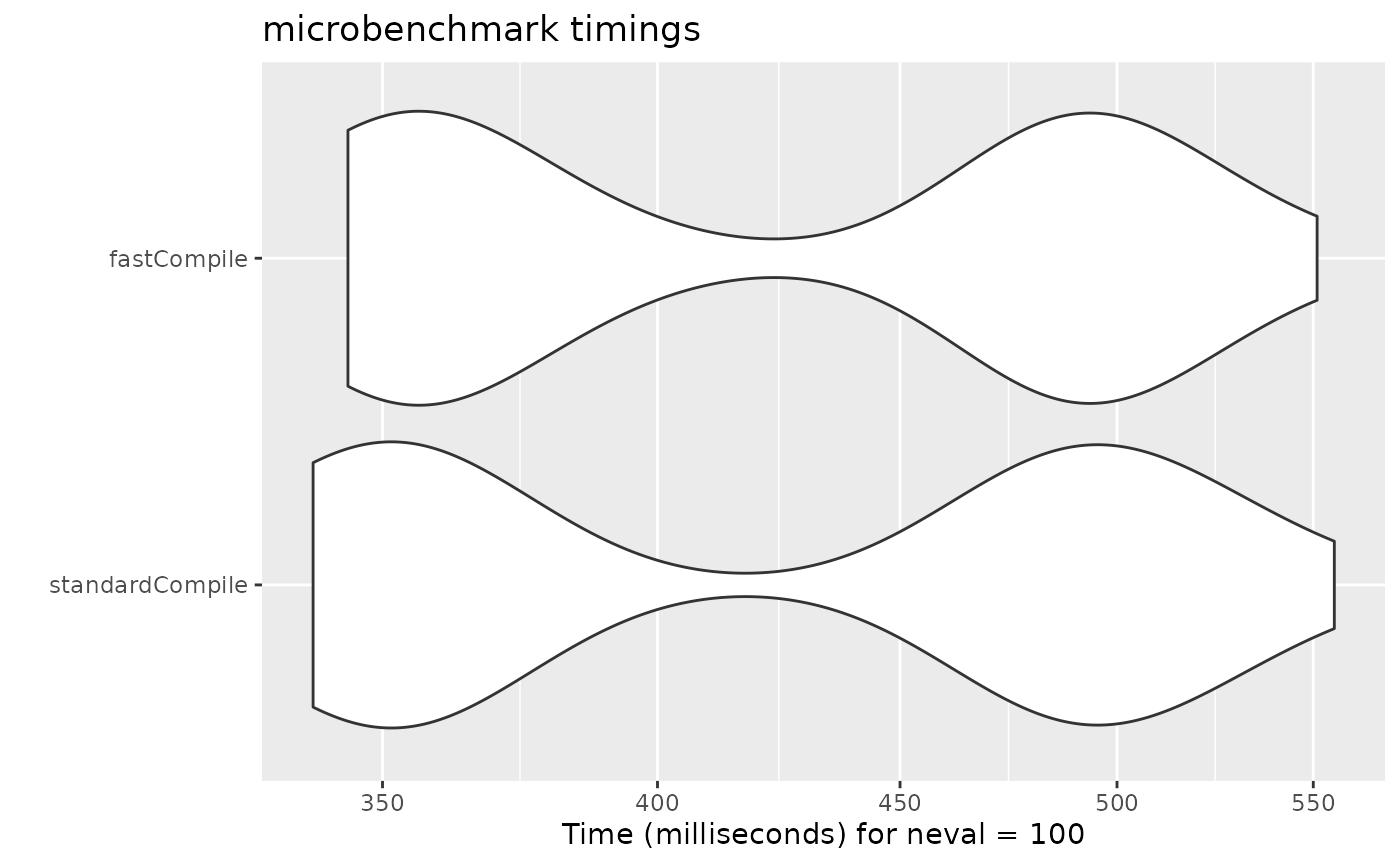 microbenchmark timings
fastCompile
standardCompile
350 400 450 500 550
Time (milliseconds) for neval = 100